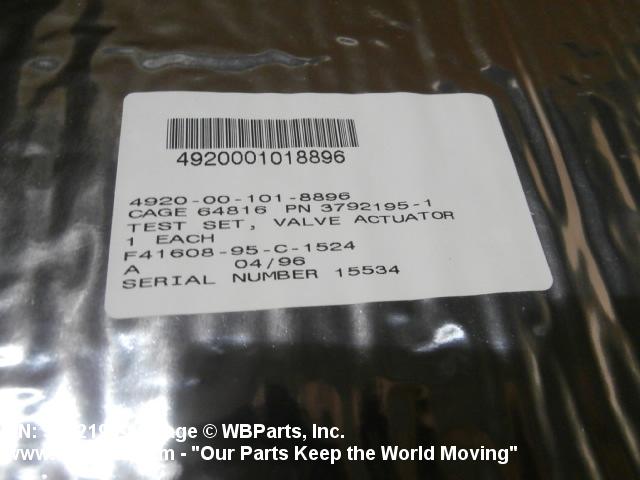 4920001018896
4920-00-101-8896
CAGE 64816 PN 3792195-1
TEST SET, VALVE ACTUATOR
1 EACH
F41608-95-C-1524
A 04/96
SERIAL NUMBER 15534
© WBParts, Inc.
- "Our Parts Keep the World Moving"